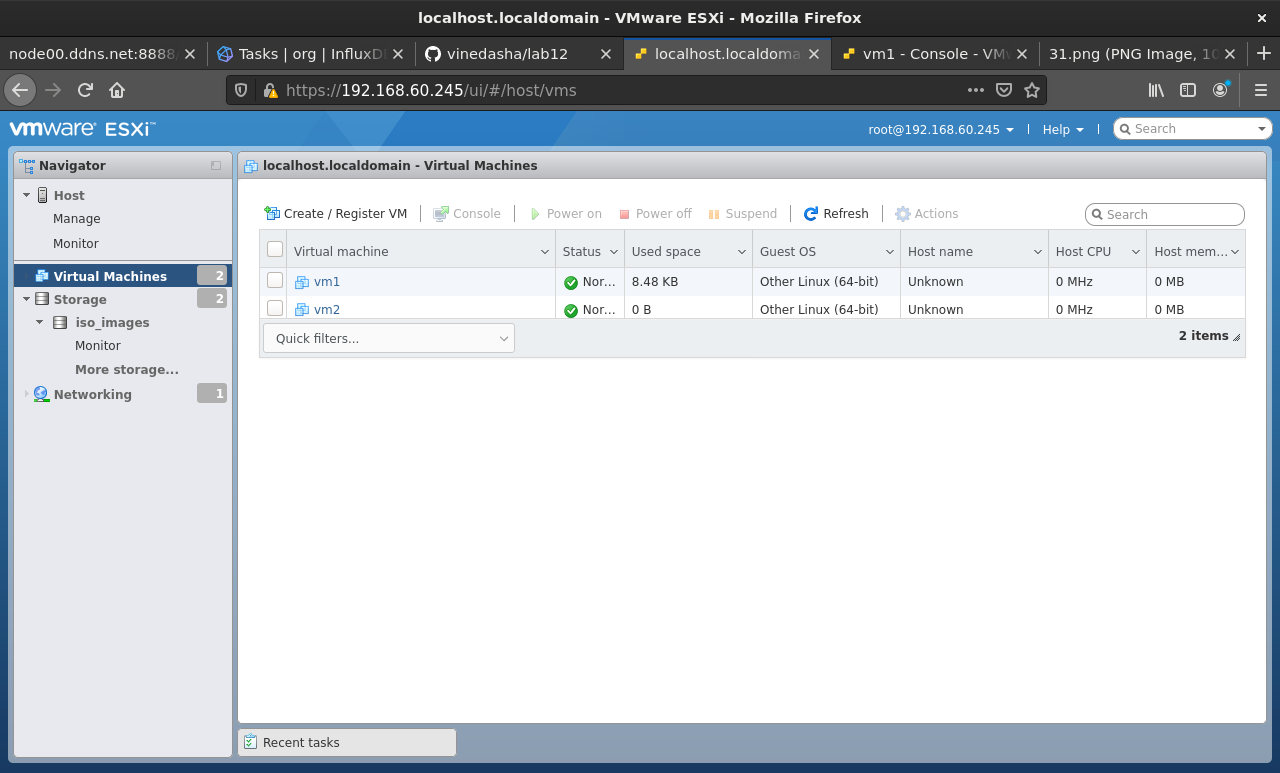 localhost.localdomain - VMware ESXi - Mozilla Firefox
node00.ddns.net:8888/
Tasks | org | InfluxD
vinedasha/lab12
localhost.localdoma
vm1 - Console - VM
31.png (PNG Image, 10
https://192.168.60.245/ui/#/host/vms
vmware ESXi™
root@192.168.60.245
Help
Search
Navigator
Host
Manage
Monitor
Virtual Machines
2
Storage
2
iso_images
Monitor
More storage...
Networking
1
localhost.localdomain - Virtual Machines
Create / Register VM
Console
Power on
Power off
Suspend
Refresh
Actions
Search
Virtual machine
Status
Used space
Guest OS
Host name
Host CPU
Host mem...
vm1
Nor...
8.48 KB
Other Linux (64-bit)
Unknown
0 MHz
0 MB
vm2
Nor...
0 B
Other Linux (64-bit)
Unknown
0 MHz
0 MB
Quick filters...
2 items
Recent tasks